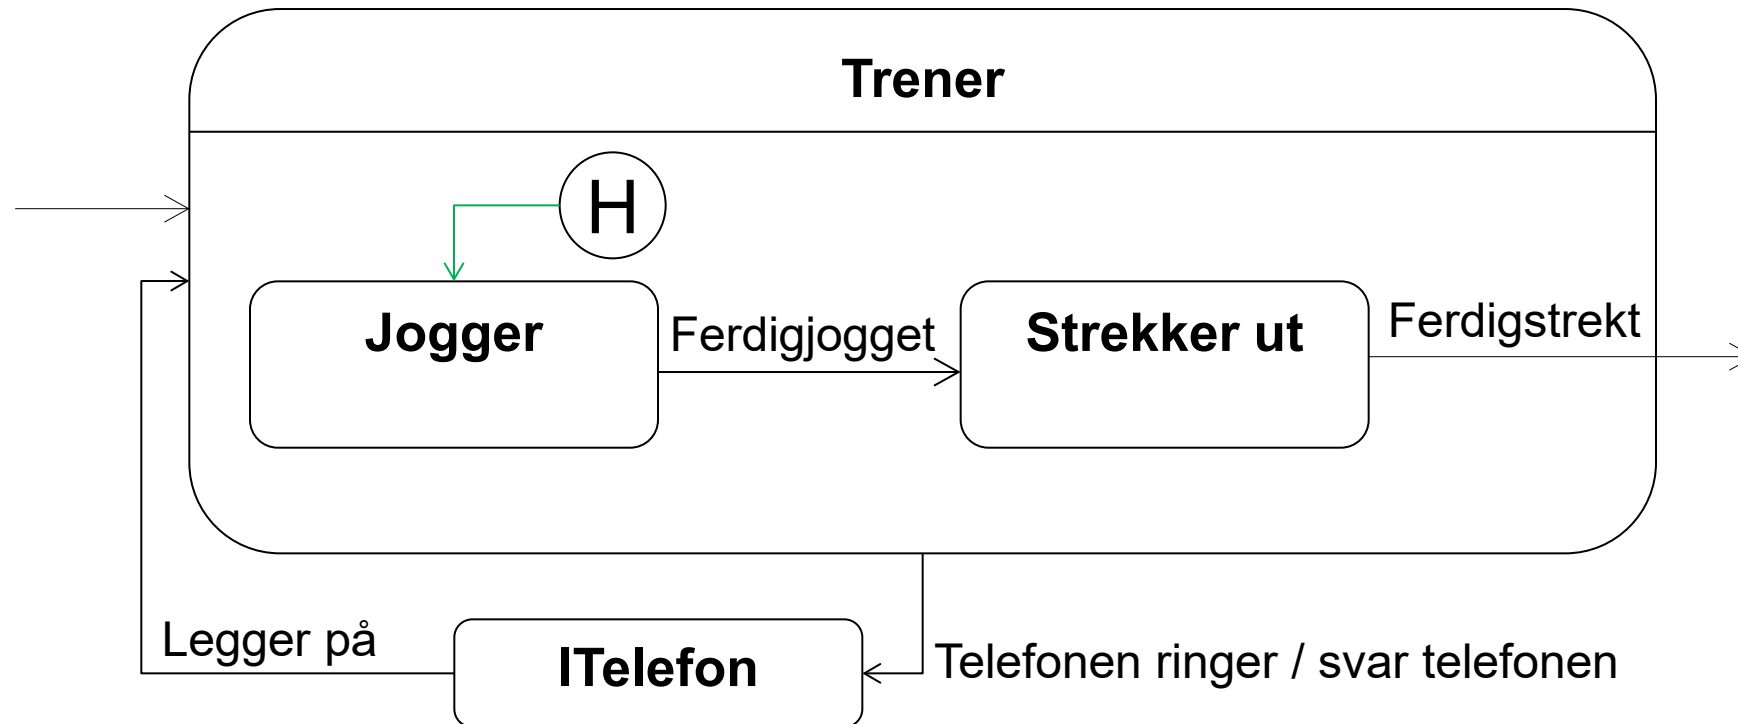 Trener
H
Jogger
Ferdigjogget
Strekker ut
Ferdigstrekt
Legger på
ITelefon
Telefonen ringer / svar telefonen